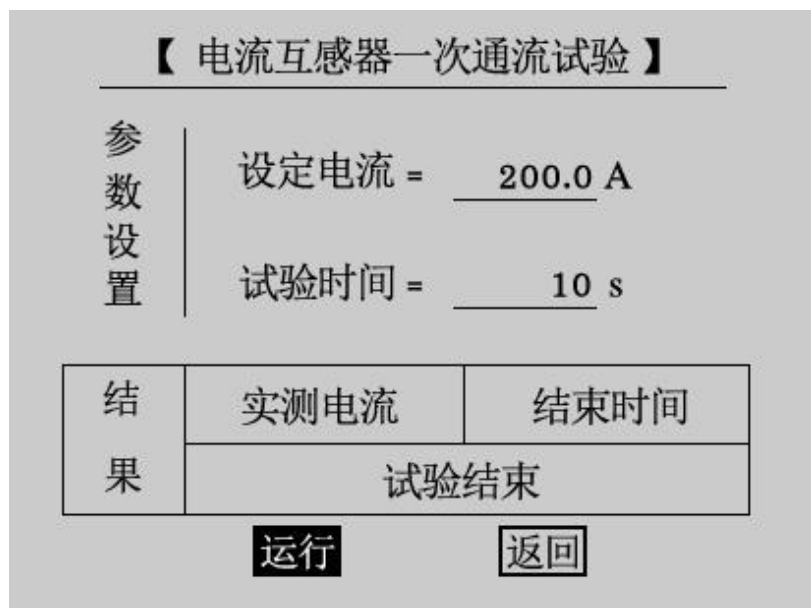 【 电流互感器一次通流试验 】
参数设置
设定电流 = 200.0 A
试验时间 = 10 s
结果
实测电流 结束时间
试验结束
运行 返回